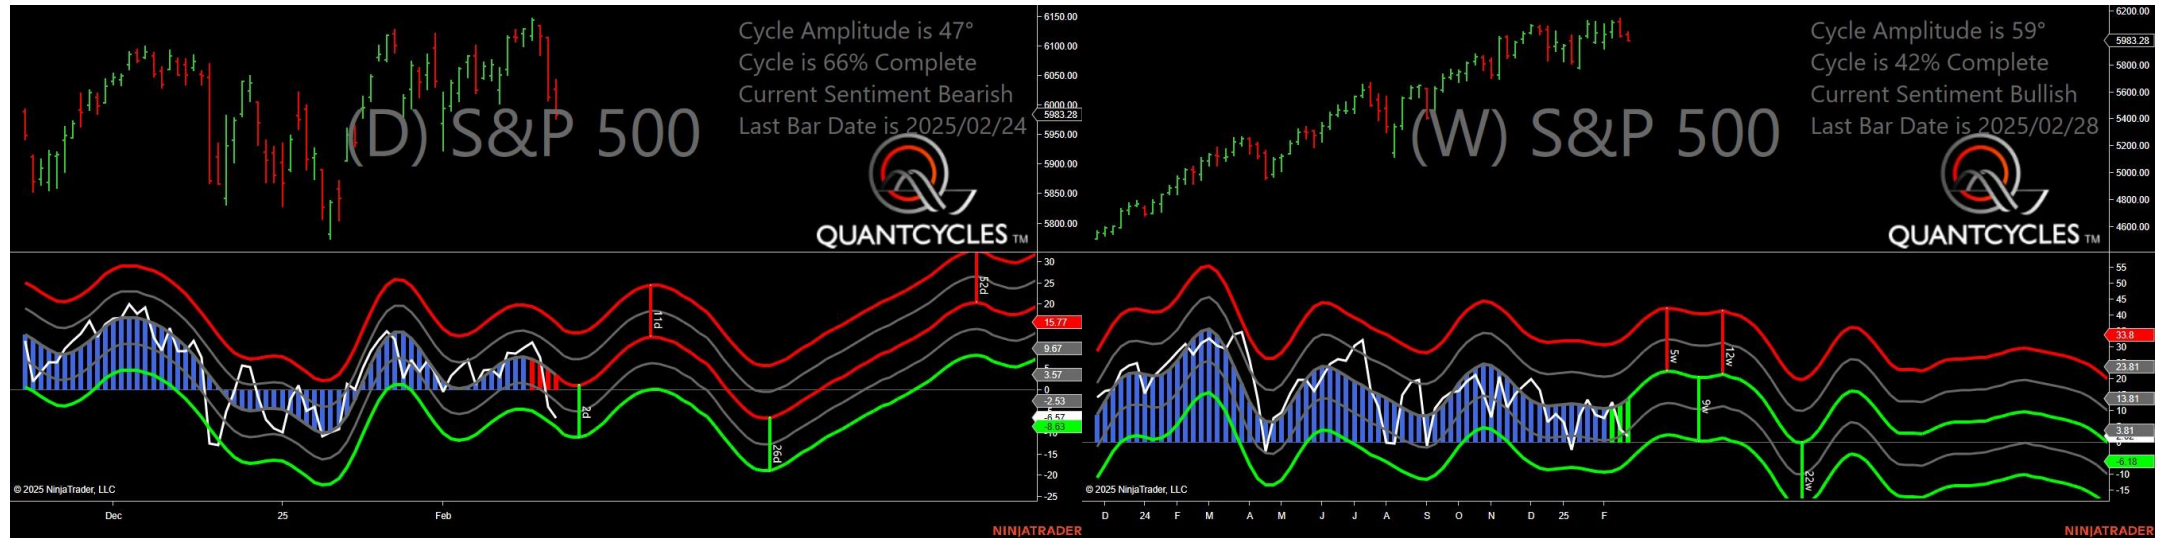 Cycle Amplitude is 47°
Cycle is 66% Complete
Current Sentiment Bearish
Last Bar Date is 2025/02/24
(D) S&P 500
QUANTCYCLES TM
6150.00
6100.00
6050.00
6000.00
5983.28
5950.00
5900.00
5850.00
5800.00
30
25
20
15.77
9.67
3.57
0
-2.53
-6.57
-8.63
-15
-20
-25
11d
52d
2d
26d
© 2025 NinjaTrader, LLC
Dec
25
Feb
NINJATRADER
Cycle Amplitude is 59°
Cycle is 42% Complete
Current Sentiment Bullish
Last Bar Date is 2025/02/28
(W) S&P 500
QUANTCYCLES TM
6200.00
5983.28
5800.00
5600.00
5400.00
5200.00
5000.00
4800.00
4600.00
55
50
45
40
33.8
30
23.81
20
13.81
10
3.81
-6.18
-10
-15
5w
12w
9w
22w
© 2025 NinjaTrader, LLC
D 24 F M A M J J A S O N D 25 F
NINJATRADER